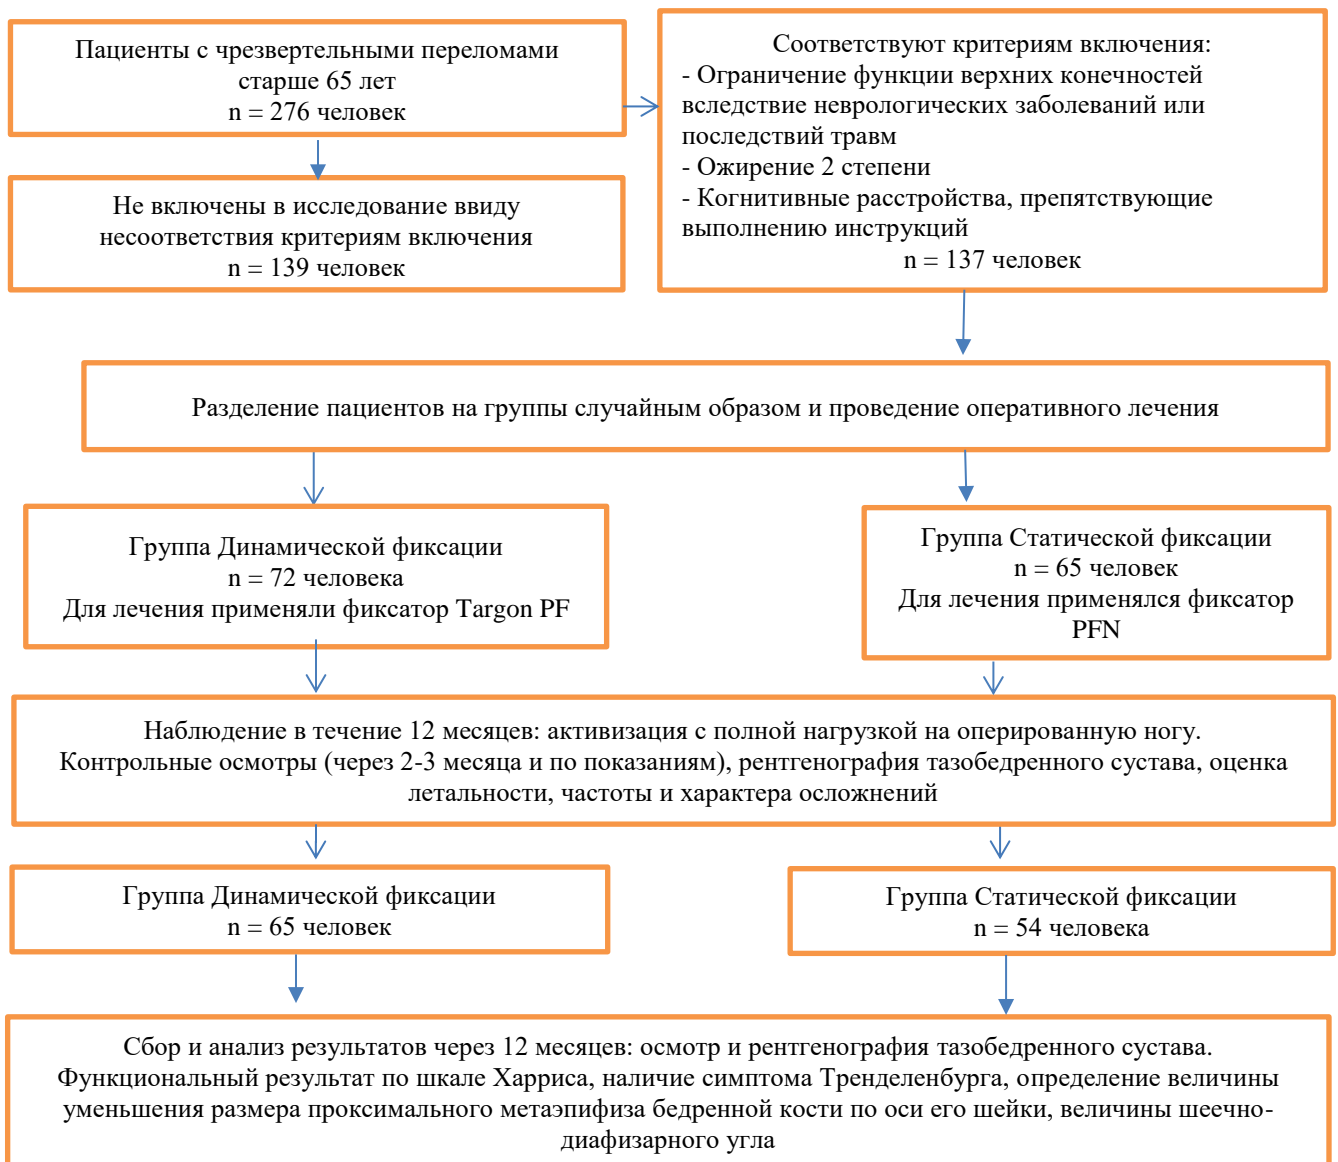 Пациенты с чрезвертельными переломами
старше 65 лет
n = 276 человек
Соответствуют критериям включения:
- Ограничение функции верхних конечностей
вследствие неврологических заболеваний или
последствий травм
- Ожирение 2 степени
- Когнитивные расстройства, препятствующие
выполнению инструкций
n = 137 человек
Не включены в исследование ввиду
несоответствия критериям включения
n = 139 человек
Разделение пациентов на группы случайным образом и проведение оперативного лечения
Группа Динамической фиксации
n = 72 человека
Для лечения применяли фиксатор Targon PF
Группа Статической фиксации
n = 65 человек
Для лечения применялся фиксатор
PFN
Наблюдение в течение 12 месяцев: активизация с полной нагрузкой на оперированную ногу.
Контрольные осмотры (через 2-3 месяца и по показаниям), рентгенография тазобедренного сустава, оценка
летальности, частоты и характера осложнений
Группа Динамической фиксации
n = 65 человек
Группа Статической фиксации
n = 54 человека
Сбор и анализ результатов через 12 месяцев: осмотр и рентгенография тазобедренного сустава.
Функциональный результат по шкале Харриса, наличие симптома Тренделенбурга, определение величины
уменьшения размера проксимального метаэпифиза бедренной кости по оси его шейки, величины шеечно-
диафизарного угла